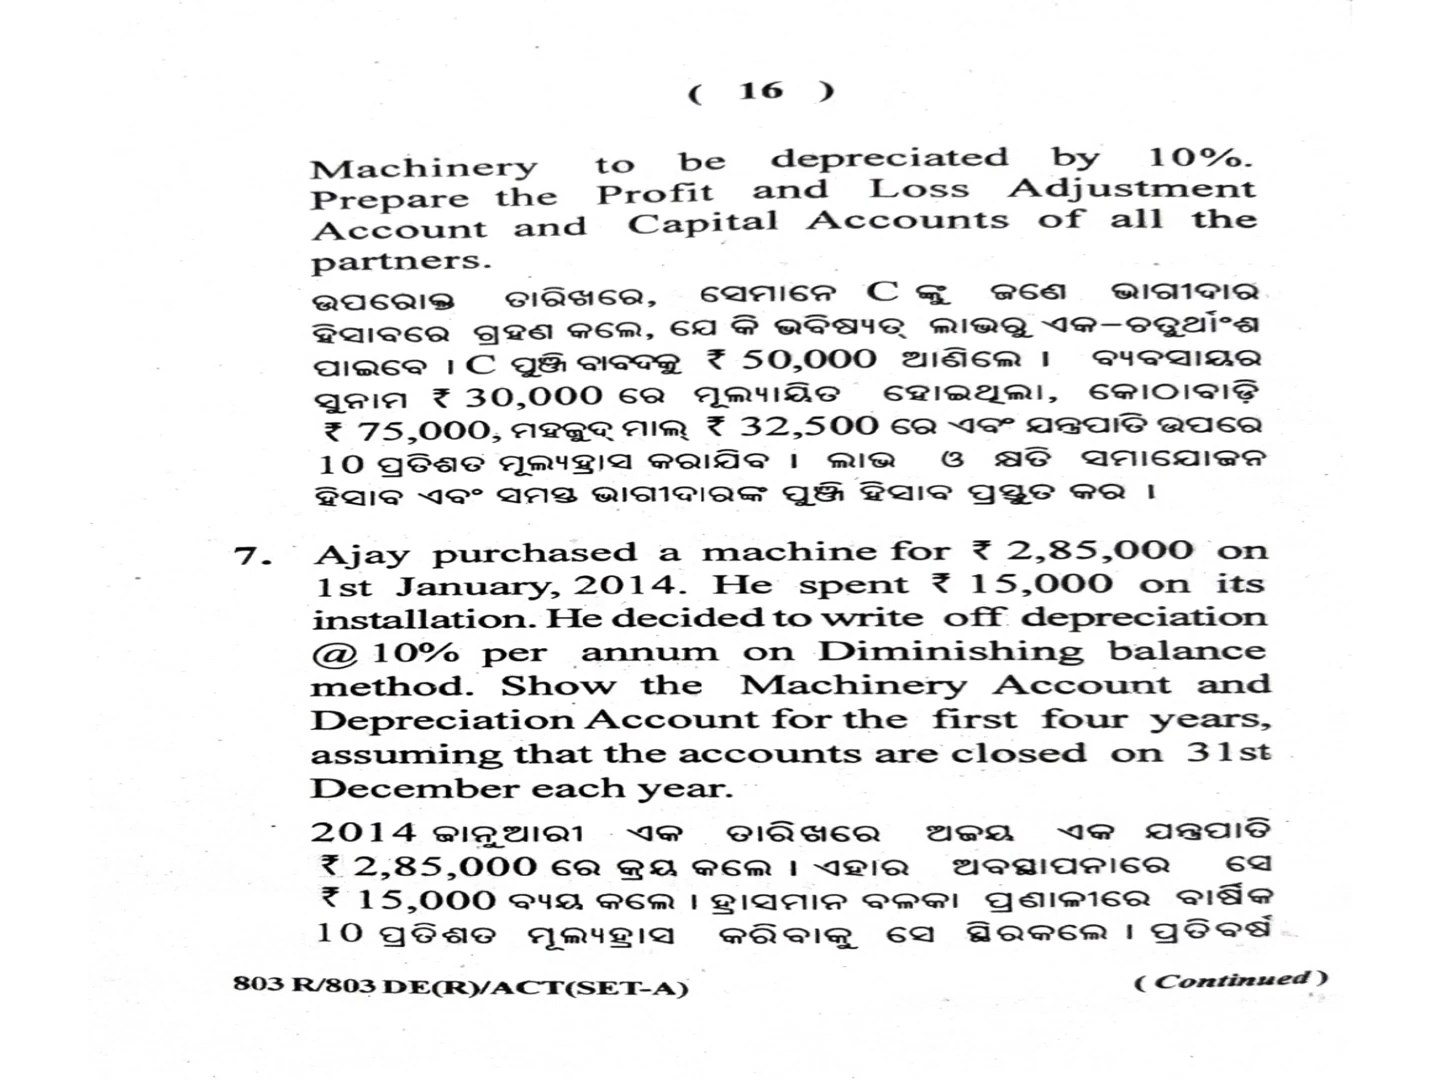 ( 16 )
Machinery to be depreciated by 10%.
Prepare the Profit and Loss Adjustment
Account and Capital Accounts of all the
partners.
ଉପରୋକ୍ତ ତାରିଖରେ, ସେମାନେ C ଙ୍କୁ ଜଣେ ଭାଗୀଦାର
ହିସାବରେ ଗ୍ରହଣ କଲେ, ଯେ କି ଭବିଷ୍ୟତ୍ ଲାଭରୁ ଏକ-ଚତୁର୍ଥାଂଶ
ପାଇବେ । C ପୁଞ୍ଜି ବାବଦକୁ ₹ 50,000 ଆଣିଲେ । ବ୍ୟବସାୟର
ସୁନାମ ₹ 30,000 ରେ ମୂଲ୍ୟାୟିତ ହୋଇଥିଲା, କୋଠାବାଡ଼ି
₹ 75,000, ମହଜୁଦ୍ ମାଲ୍ ₹ 32,500 ରେ ଏବଂ ଯନ୍ତ୍ରପାତି ଉପରେ
10 ପ୍ରତିଶତ ମୂଲ୍ୟହ୍ରାସ କରାଯିବ । ଲାଭ ଓ କ୍ଷତି ସମାଯୋଜନ
ହିସାବ ଏବଂ ସମସ୍ତ ଭାଗୀଦାରଙ୍କ ପୁଞ୍ଜି ହିସାବ ପ୍ରସ୍ତୁତ କର ।
7. Ajay purchased a machine for ₹ 2,85,000 on
1st January, 2014. He spent ₹ 15,000 on its
installation. He decided to write off depreciation
@ 10% per annum on Diminishing balance
method. Show the Machinery Account and
Depreciation Account for the first four years,
assuming that the accounts are closed on 31st
December each year.
2014 ଜାନୁଆରୀ ଏକ ତାରିଖରେ ଅଜୟ ଏକ ଯନ୍ତ୍ରପାତି
₹ 2,85,000 ରେ କ୍ରୟ କଲେ । ଏହାର ଅବସ୍ଥାପନାରେ ସେ
₹ 15,000 ବ୍ୟୟ କଲେ । ହ୍ରାସମାନ ବଳକା ପ୍ରଣାଳୀରେ ବାର୍ଷିକ
10 ପ୍ରତିଶତ ମୂଲ୍ୟହ୍ରାସ କରିବାକୁ ସେ ସ୍ଥିରକଲେ । ପ୍ରତିବର୍ଷ
803 R/803 DE(R)/ACT(SET-A)
( Continued )